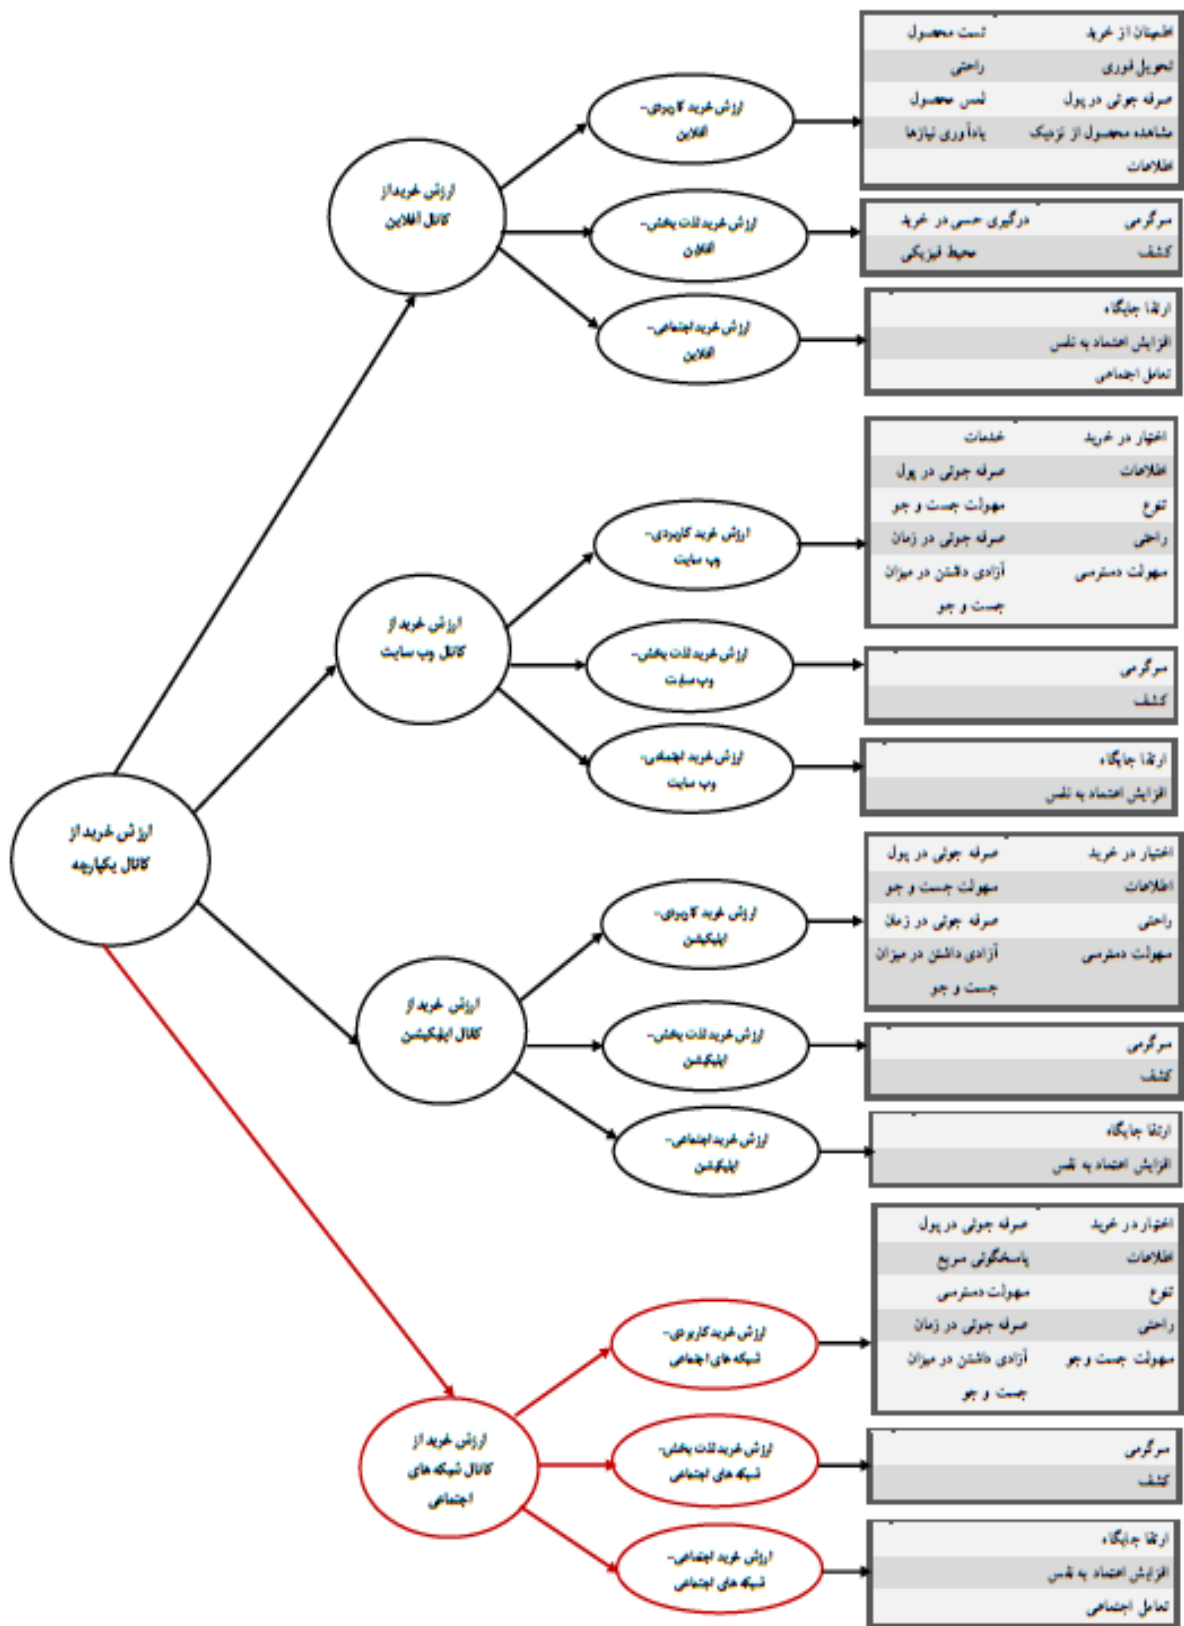 ارزش خرید از
کانال یکپارچه
ارزش خرید از
کانال آفلاین
ارزش خرید کاربردی-
آفلاین
اطمینان از خرید تست محصول
تحویل فوری راحتی
صرفه جوئی در پول لمس محصول
مشاهده محصول از نزدیک یادآوری نیازها
اطلاعات
ارزش خرید لذت بخش-
آفلاین
سرگرمی درگیری حسی در خرید
کشف محیط فیزیکی
ارزش خرید اجتماعی-
آفلاین
ارتقا جایگاه
افزایش اعتماد به نفس
تعامل اجتماعی
ارزش خرید از
کانال وب سایت
ارزش خرید کاربردی-
وب سایت
اختیار در خرید خدمات
اطلاعات صرفه جوئی در پول
تنوع سهولت جست و جو
راحتی صرفه جوئی در زمان
سهولت دسترسی آزادی داشتن در میزان
جست و جو
ارزش خرید لذت بخش-
وب سایت
سرگرمی
کشف
ارزش خرید اجتماعی-
وب سایت
ارتقا جایگاه
افزایش اعتماد به نفس
ارزش خرید از
کانال اپلیکیشن
ارزش خرید کاربردی-
اپلیکیشن
اختیار در خرید صرفه جوئی در پول
اطلاعات سهولت جست و جو
راحتی صرفه جوئی در زمان
سهولت دسترسی آزادی داشتن در میزان
جست و جو
ارزش خرید لذت بخش-
اپلیکیشن
سرگرمی
کشف
ارزش خرید اجتماعی-
اپلیکیشن
ارتقا جایگاه
افزایش اعتماد به نفس
ارزش خرید از
کانال شبکه های
اجتماعی
ارزش خرید کاربردی-
شبکه های اجتماعی
اختیار در خرید صرفه جوئی در پول
اطلاعات پاسخگوئی سریع
تنوع سهولت دسترسی
راحتی صرفه جوئی در زمان
سهولت جست و جو آزادی داشتن در میزان
جست و جو
ارزش خرید لذت بخش-
شبکه های اجتماعی
سرگرمی
کشف
ارزش خرید اجتماعی-
شبکه های اجتماعی
ارتقا جایگاه
افزایش اعتماد به نفس
تعامل اجتماعی